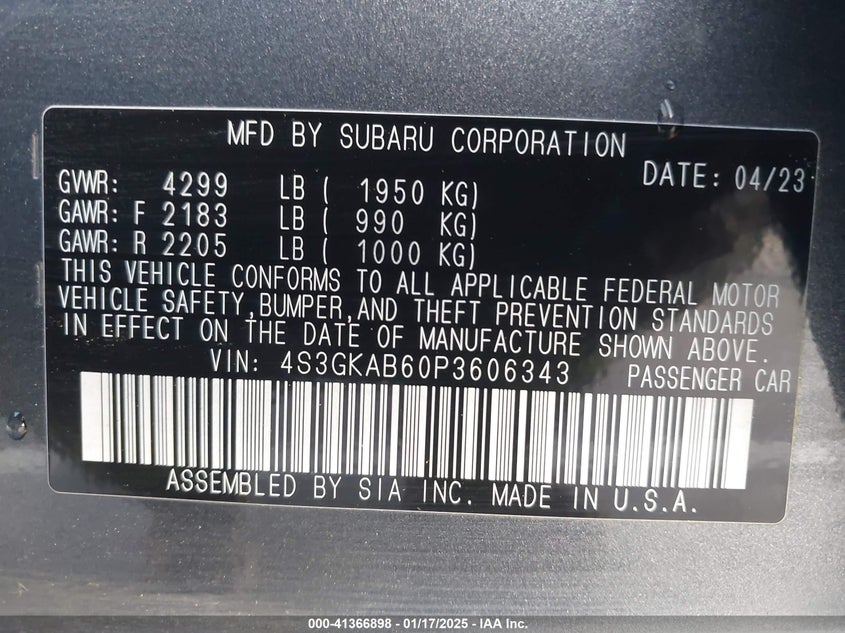 MFD BY SUBARU CORPORATION
DATE: 04/23
GVWR: 4299 LB ( 1950 KG)
GAWR: F 2183 LB ( 990 KG)
GAWR: R 2205 LB ( 1000 KG)
THIS VEHICLE CONFORMS TO ALL APPLICABLE FEDERAL MOTOR
VEHICLE SAFETY,BUMPER,AND THEFT PREVENTION STANDARDS
IN EFFECT ON THE DATE OF MANUFACTURE SHOWN ABOVE.
VIN: 4S3GKAB60P3606343 PASSENGER CAR
ASSEMBLED BY SIA INC. MADE IN U.S.A.
000-41366898 - 01/17/2025 - IAA Inc.